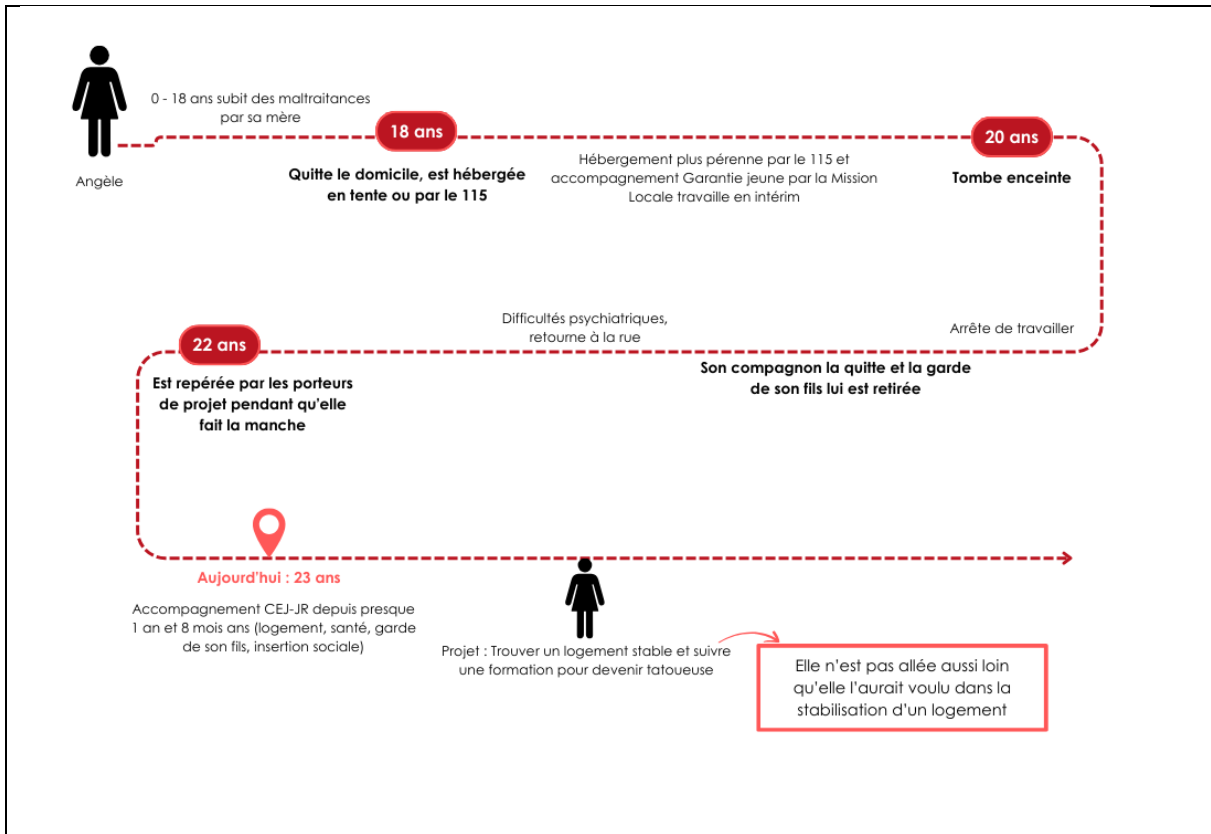 0 - 18 ans subit des maltraitances
par sa mère
Angèle
18 ans
Quitte le domicile, est hébergée
en tente ou par le 115
Hébergement plus pérenne par le 115 et
accompagnement Garantie jeune par la Mission
Locale travaille en intérim
20 ans
Tombe enceinte
Arrête de travailler
Son compagnon la quitte et la garde
de son fils lui est retirée
Difficultés psychiatriques,
retourne à la rue
22 ans
Est repérée par les porteurs
de projet pendant qu'elle
fait la manche
Aujourd'hui : 23 ans
Accompagnement CEJ-JR depuis presque
1 an et 8 mois ans (logement, santé, garde
de son fils, insertion sociale)
Projet : Trouver un logement stable et suivre
une formation pour devenir tatoueuse
Elle n'est pas allée aussi loin
qu'elle l'aurait voulu dans la
stabilisation d'un logement